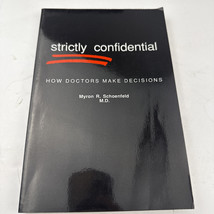 strictly confidential
HOW DOCTORS MAKE DECISIONS
Myron R. Schoenfeld
M.D.